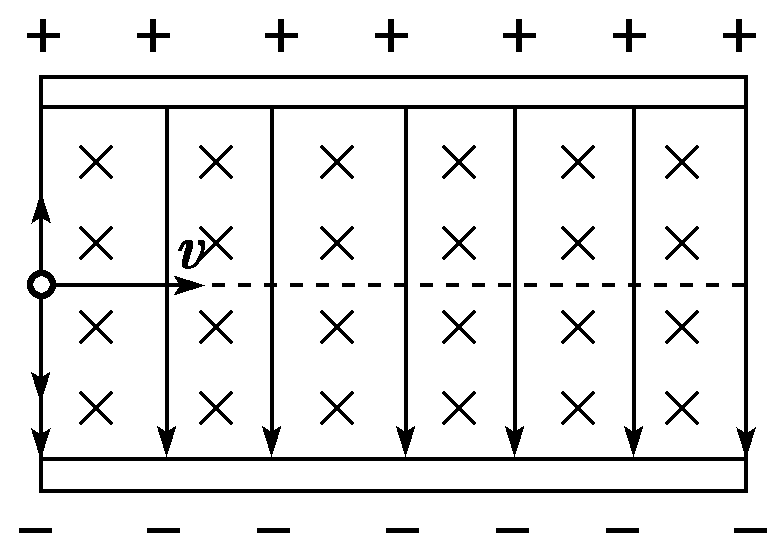 + + + + + + +
v
− − − − − − −